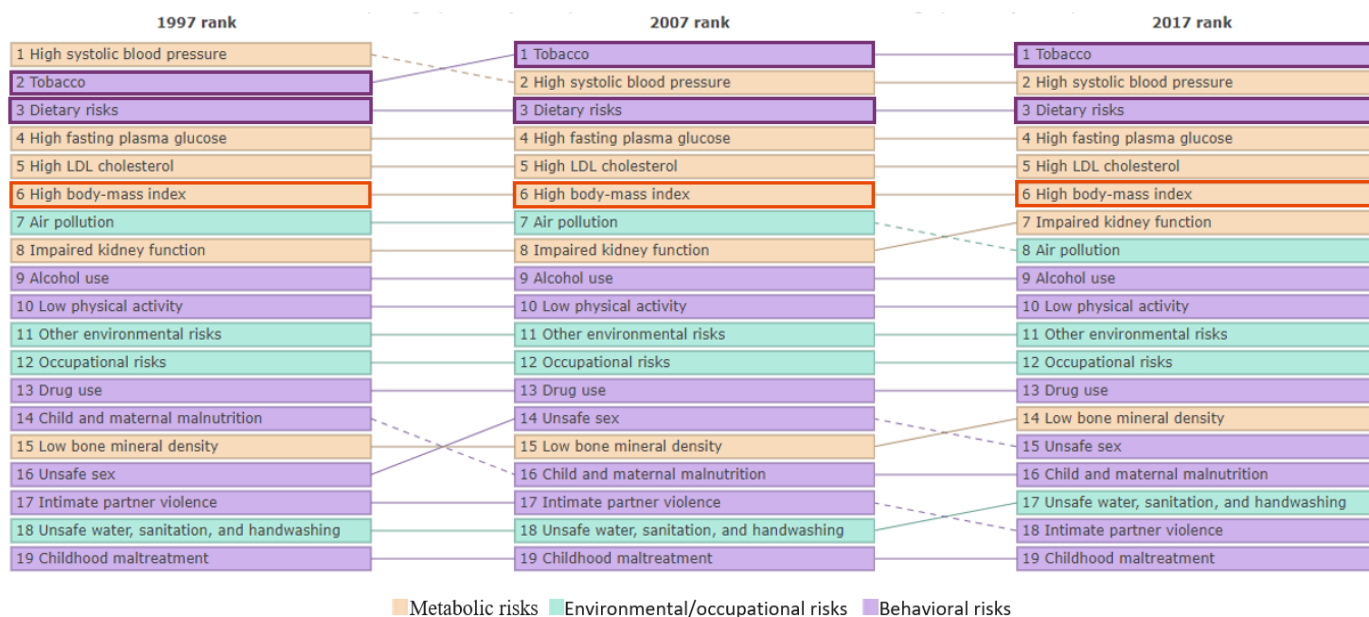 1997 rank
2007 rank
2017 rank
1 High systolic blood pressure
1 Tobacco
1 Tobacco
2 Tobacco
2 High systolic blood pressure
2 High systolic blood pressure
3 Dietary risks
3 Dietary risks
3 Dietary risks
4 High fasting plasma glucose
4 High fasting plasma glucose
4 High fasting plasma glucose
5 High LDL cholesterol
5 High LDL cholesterol
5 High LDL cholesterol
6 High body-mass index
6 High body-mass index
6 High body-mass index
7 Air pollution
7 Air pollution
7 Impaired kidney function
8 Impaired kidney function
8 Impaired kidney function
8 Air pollution
9 Alcohol use
9 Alcohol use
9 Alcohol use
10 Low physical activity
10 Low physical activity
10 Low physical activity
11 Other environmental risks
11 Other environmental risks
11 Other environmental risks
12 Occupational risks
12 Occupational risks
12 Occupational risks
13 Drug use
13 Drug use
13 Drug use
14 Child and maternal malnutrition
14 Unsafe sex
14 Low bone mineral density
15 Low bone mineral density
15 Low bone mineral density
15 Unsafe sex
16 Unsafe sex
16 Child and maternal malnutrition
16 Child and maternal malnutrition
17 Intimate partner violence
17 Intimate partner violence
17 Unsafe water, sanitation, and handwashing
18 Unsafe water, sanitation, and handwashing
18 Unsafe water, sanitation, and handwashing
18 Intimate partner violence
19 Childhood maltreatment
19 Childhood maltreatment
19 Childhood maltreatment
Metabolic risks Environmental/occupational risks Behavioral risks